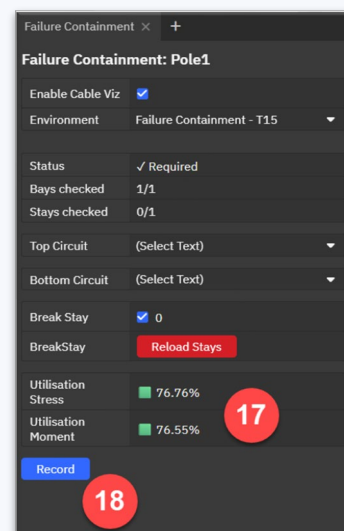 Failure Containment × +
Failure Containment: Pole1
Enable Cable Viz
Environment Failure Containment - T15
Status ✓ Required
Bays checked 1/1
Stays checked 0/1
Top Circuit (Select Text)
Bottom Circuit (Select Text)
Break Stay 0
BreakStay Reload Stays
Utilisation
Stress 76.76%
17
Utilisation
Moment 76.55%
Record
18